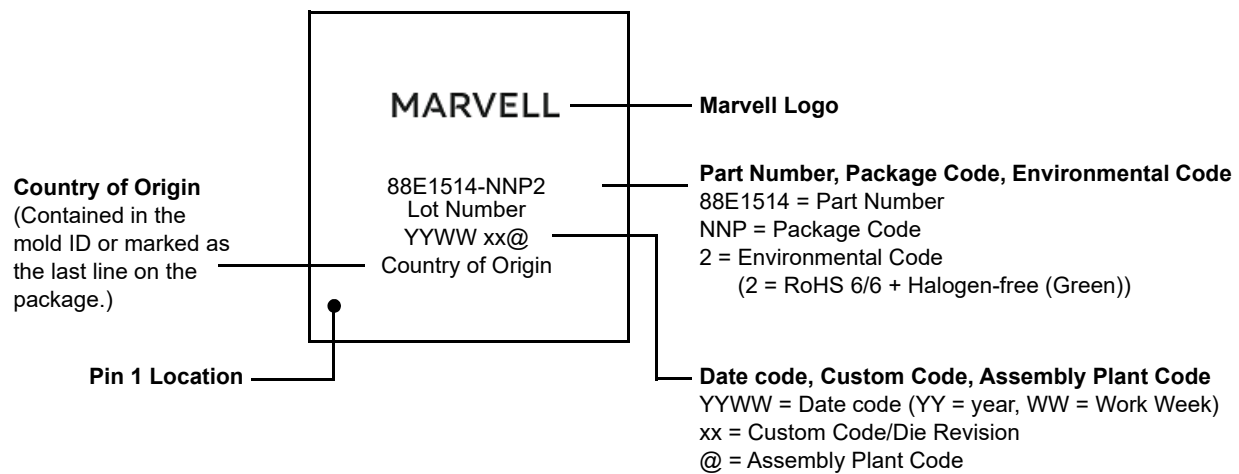 MARVELL
Marvell Logo
Country of Origin
(Contained in the
mold ID or marked as
the last line on the
package.)
88E1514-NNP2
Lot Number
YYWW xx@
Country of Origin
Part Number, Package Code, Environmental Code
88E1514 = Part Number
NNP = Package Code
2 = Environmental Code
(2 = RoHS 6/6 + Halogen-free (Green))
Pin 1 Location
Date code, Custom Code, Assembly Plant Code
YYWW = Date code (YY = year, WW = Work Week)
xx = Custom Code/Die Revision
@ = Assembly Plant Code